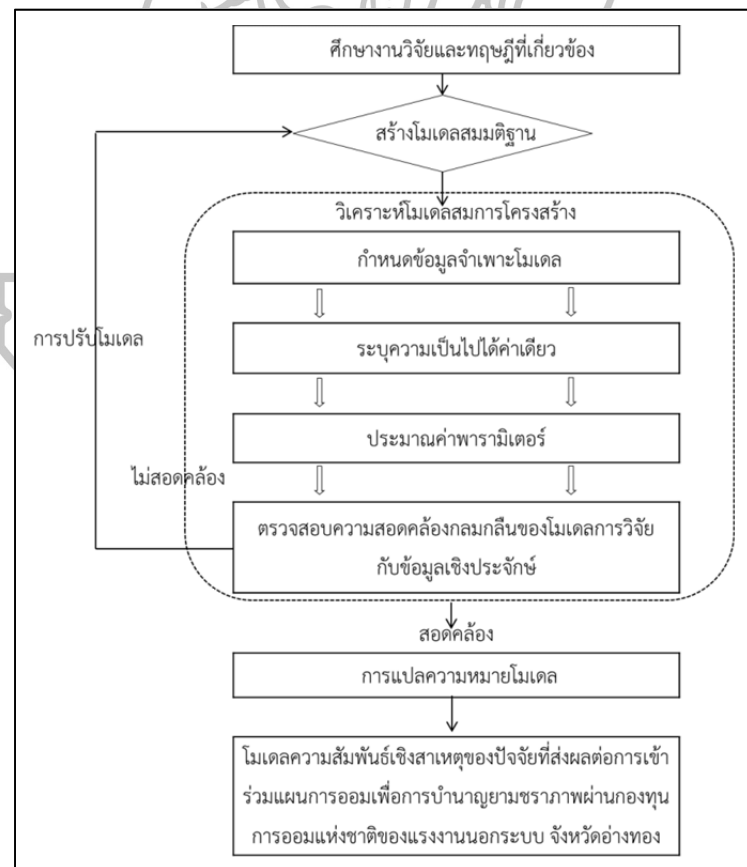 ศึกษางานวิจัยและทฤษฎีที่เกี่ยวข้อง
สร้างโมเดลสมมติฐาน
วิเคราะห์โมเดลสมการโครงสร้าง
กำหนดข้อมูลจำเพาะโมเดล
การปรับโมเดล
ระบุความเป็นไปได้ค่าเดียว
ประมาณค่าพารามิเตอร์
ไม่สอดคล้อง
ตรวจสอบความสอดคล้องกลมกลืนของโมเดลการวิจัย
กับข้อมูลเชิงประจักษ์
สอดคล้อง
การแปลความหมายโมเดล
โมเดลความสัมพันธ์เชิงสาเหตุของปัจจัยที่ส่งผลต่อการเข้า
ร่วมแผนการออมเพื่อการบำนาญยามชราภาพผ่านกองทุน
การออมแห่งชาติของแรงงานนอกระบบ จังหวัดอ่างทอง